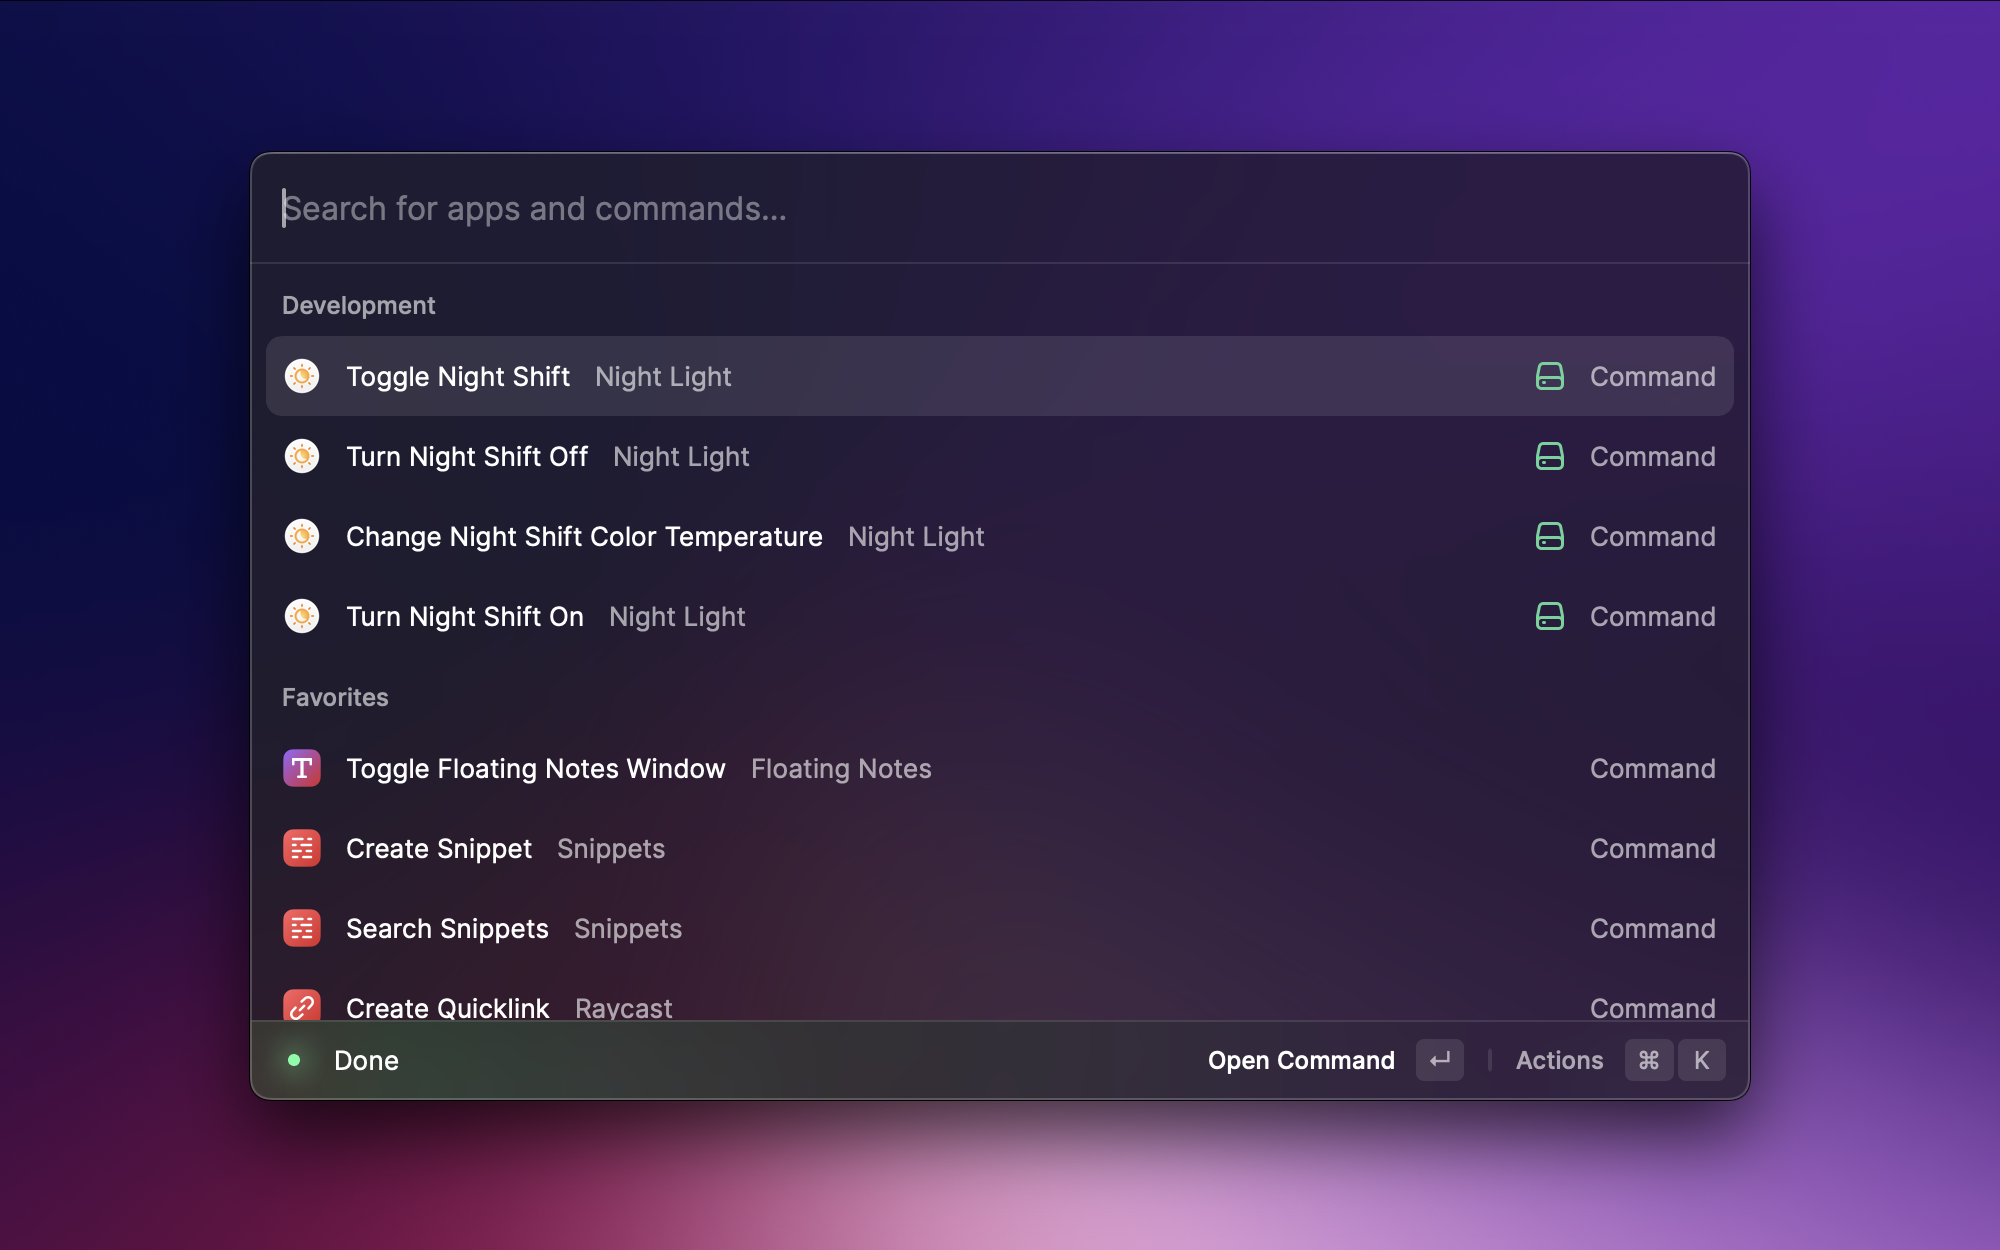 Search for apps and commands...
Development
Toggle Night Shift Night Light Command
Turn Night Shift Off Night Light Command
Change Night Shift Color Temperature Night Light Command
Turn Night Shift On Night Light Command
Favorites
T Toggle Floating Notes Window Floating Notes Command
Create Snippet Snippets Command
Search Snippets Snippets Command
Create Quicklink Raycast Command
Done Open Command ↵ Actions ⌘ K